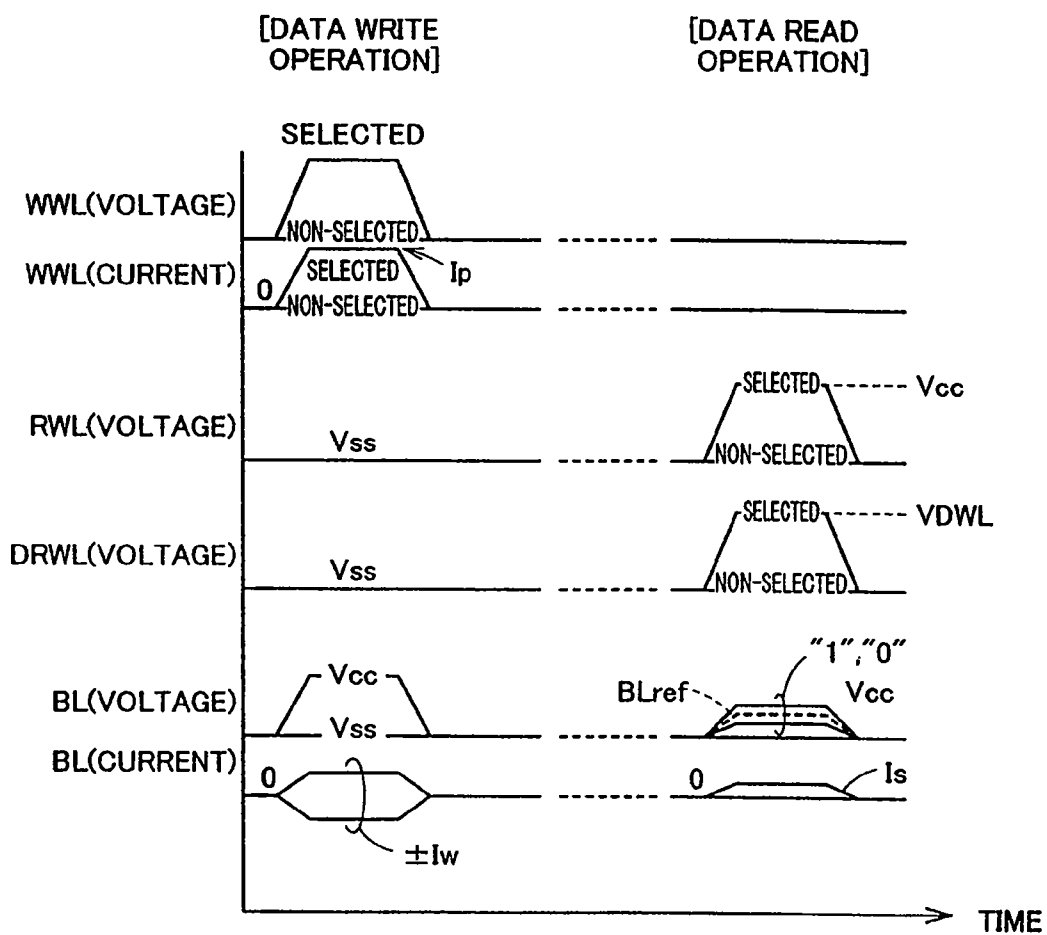 [DATA WRITE
OPERATION]
[DATA READ
OPERATION]
SELECTED
WWL(VOLTAGE)
NON-SELECTED
WWL(CURRENT)
0
SELECTED
Ip
NON-SELECTED
RWL(VOLTAGE)
Vss
SELECTED
Vcc
NON-SELECTED
DRWL(VOLTAGE)
Vss
SELECTED
VDWL
NON-SELECTED
BL(VOLTAGE)
Vcc
Vss
BLref
"1","0"
Vcc
BL(CURRENT)
0
±Iw
0
Is
TIME